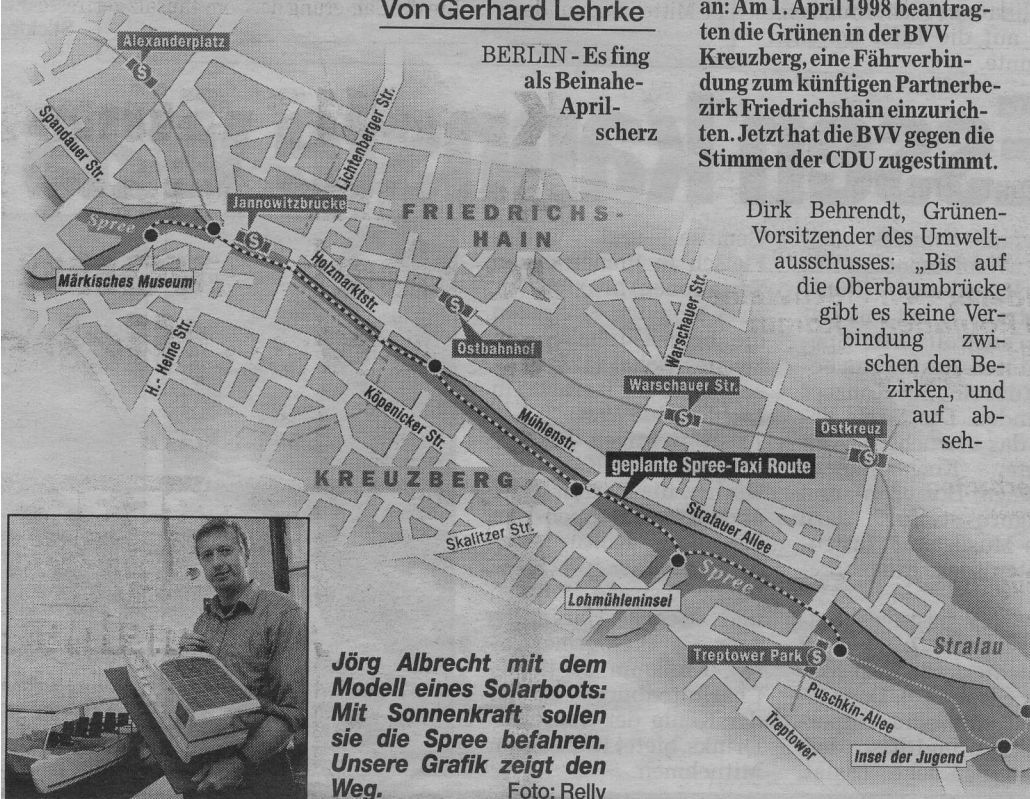 Von Gerhard Lehrke
BERLIN - Es fing
als Beinahe-
April-
scherz
an: Am 1. April 1998 beantrag-
ten die Grünen in der BVV
Kreuzberg, eine Fährverbin-
dung zum künftigen Partnerbe-
zirk Friedrichshain einzurich-
ten. Jetzt hat die BVV gegen die
Stimmen der CDU zugestimmt.
Dirk Behrendt, Grünen-
Vorsitzender des Umwelt-
ausschusses: „Bis auf
die Oberbaumbrücke
gibt es keine Ver-
bindung zwi-
schen den Be-
zirken, und
auf ab-
seh-
Alexanderplatz
S
Spandauer Str.
Lichtenberger Str.
Jannowitzbrücke
S
Spree
Märkisches Museum
FRIEDRICHS-
HAIN
Holzmarktstr.
S
Ostbahnhof
Warschauer Str.
H.- Heine Str.
Köpenicker Str.
Mühlenstr.
Warschauer Str.
S
Ostkreuz
S
geplante Spree-Taxi Route
KREUZBERG
Skalitzer Str.
Stralauer Allee
Spree
Lohmühleninsel
Treptower Park S
Stralau
Puschkin-Allee
Treptower
Insel der Jugend
Jörg Albrecht mit dem
Modell eines Solarboots:
Mit Sonnenkraft sollen
sie die Spree befahren.
Unsere Grafik zeigt den
Weg. Foto: Relly